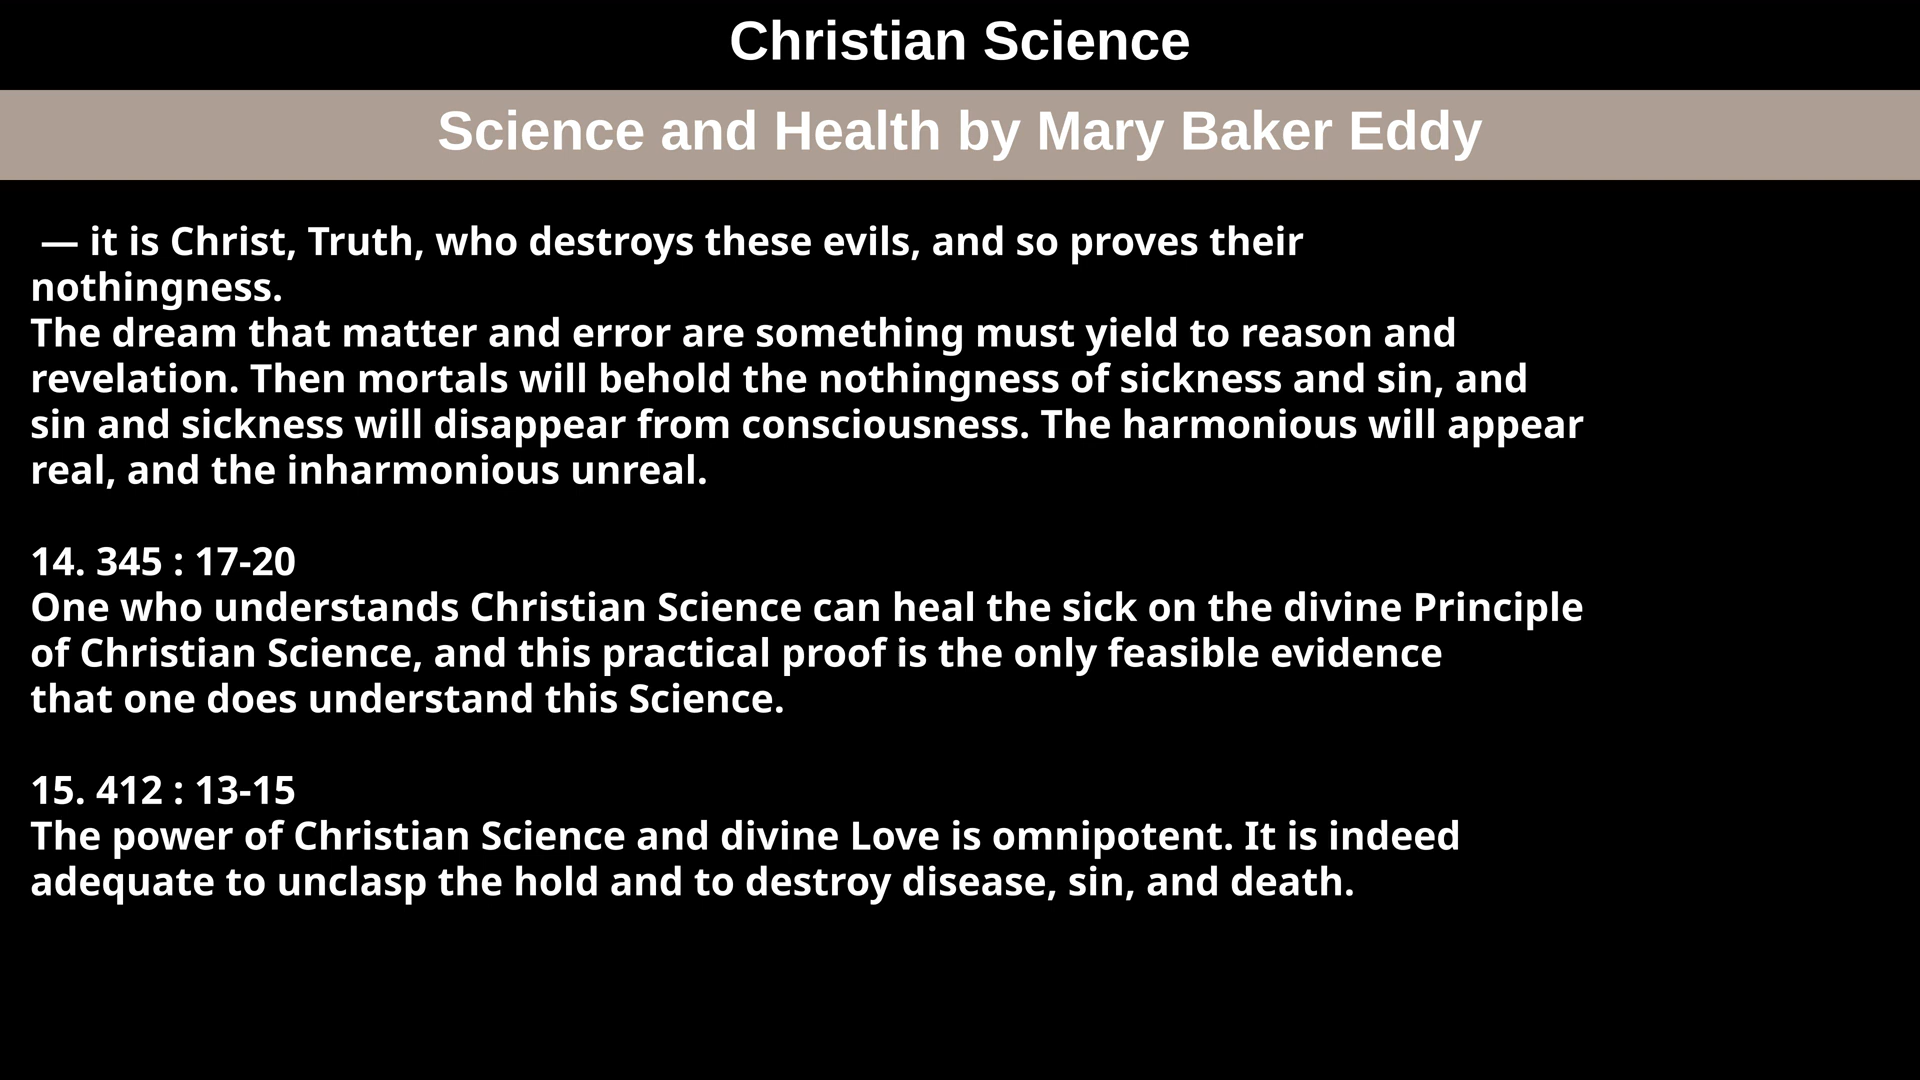 Christian Science
Science and Health by Mary Baker Eddy
— it is Christ, Truth, who destroys these evils, and so proves their
nothingness.
The dream that matter and error are something must yield to reason and
revelation. Then mortals will behold the nothingness of sickness and sin, and
sin and sickness will disappear from consciousness. The harmonious will appear
real, and the inharmonious unreal.
14. 345 : 17-20
One who understands Christian Science can heal the sick on the divine Principle
of Christian Science, and this practical proof is the only feasible evidence
that one does understand this Science.
15. 412 : 13-15
The power of Christian Science and divine Love is omnipotent. It is indeed
adequate to unclasp the hold and to destroy disease, sin, and death.